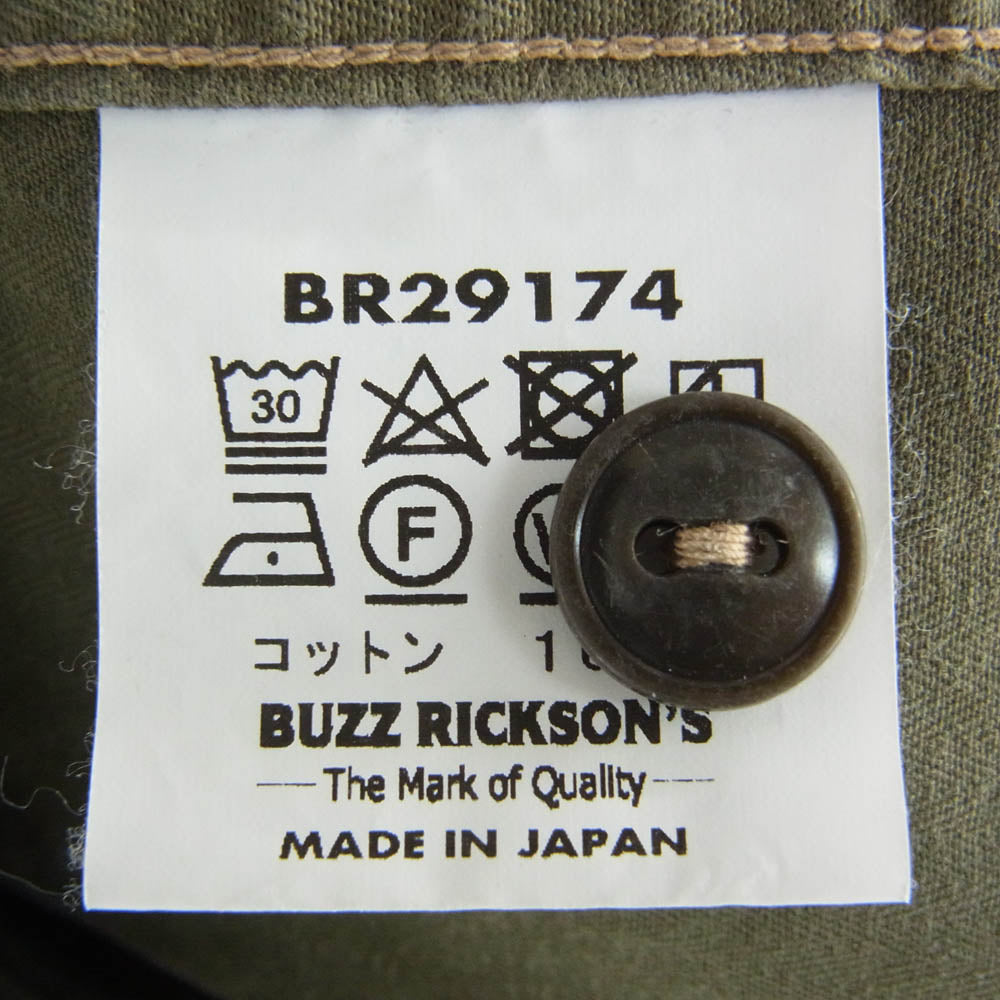 BR29174
30
F
コットン
BUZZ RICKSON'S
The Mark of Quality
MADE IN JAPAN